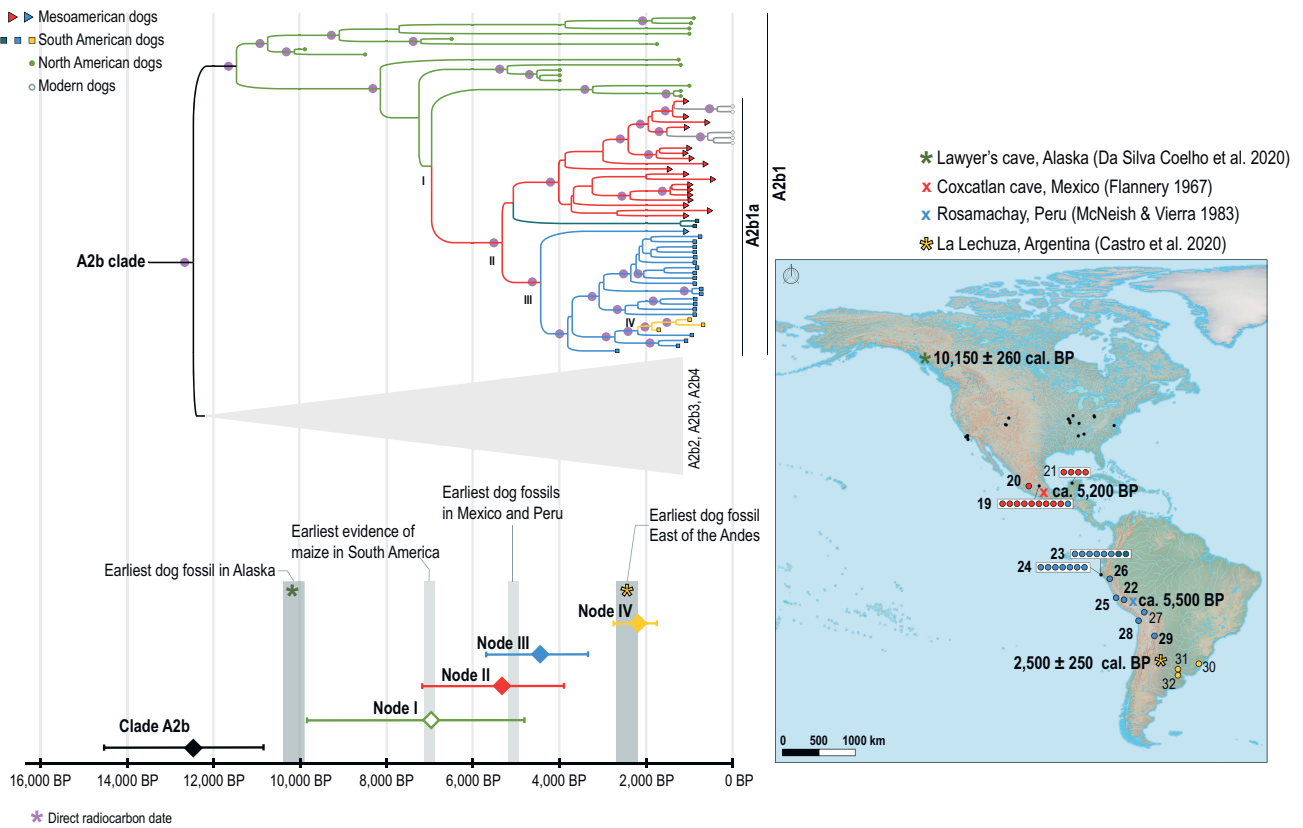 Mesoamerican dogs
South American dogs
North American dogs
Modern dogs
I
II
III
IV
A2b clade
A2b1a
A2b1
A2b2, A2b3, A2b4
Earliest dog fossils
in Mexico and Peru
Earliest evidence of
maize in South America
Earliest dog fossil
East of the Andes
Earliest dog fossil in Alaska
Node IV
Node III
Node II
Node I
Clade A2b
16,000 BP 14,000 BP 12,000 BP 10,000 BP 8,000 BP 6,000 BP 4,000 BP 2,000 BP 0 BP
* Direct radiocarbon date
* Lawyer's cave, Alaska (Da Silva Coelho et al. 2020)
x Coxcatlan cave, Mexico (Flannery 1967)
x Rosamachay, Peru (McNeish & Vierra 1983)
* La Lechuza, Argentina (Castro et al. 2020)
* 10,150 ± 260 cal. BP
21
20
x ca. 5,200 BP
19
23
24
26
22
25
x ca. 5,500 BP
27
28
29
2,500 ± 250 cal. BP *
31
30
32
0 500 1000 km